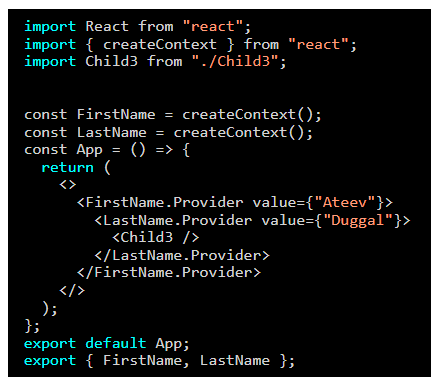 import React from "react";
import { createContext } from "react";
import Child3 from "./Child3";
const FirstName = createContext();
const LastName = createContext();
const App = () => {
  return (
    <>
      <FirstName.Provider value={"Ateev"}>
        <LastName.Provider value={"Duggal"}>
          <Child3 />
        </LastName.Provider>
      </FirstName.Provider>
    </>
  );
};
export default App;
export { FirstName, LastName };